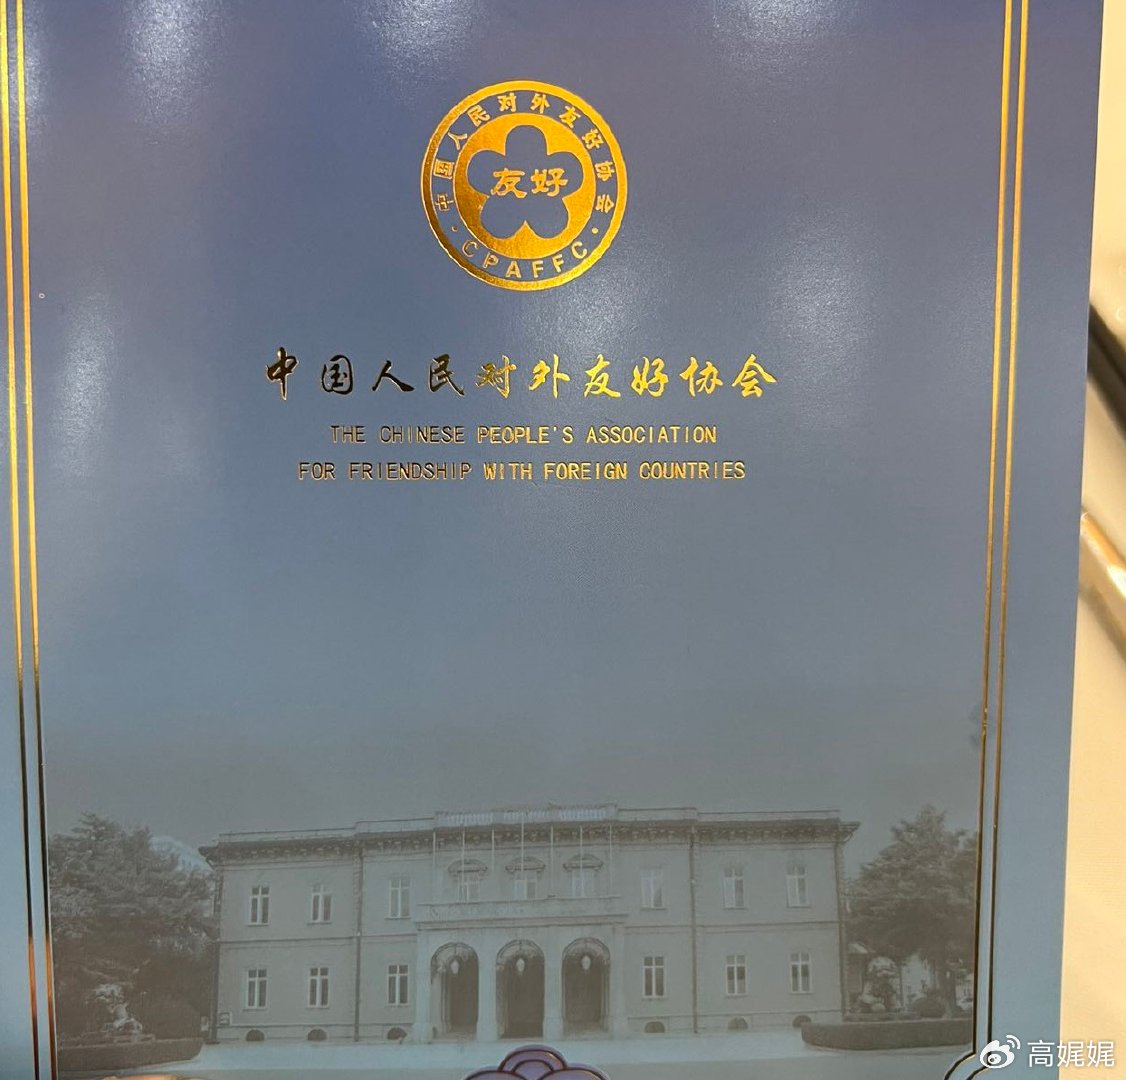 中国人民对外友好协会
友好
·CPAFFC·
中国人民对外友好协会
THE CHINESE PEOPLE'S ASSOCIATION
FOR FRIENDSHIP WITH FOREIGN COUNTRIES
高娓娓